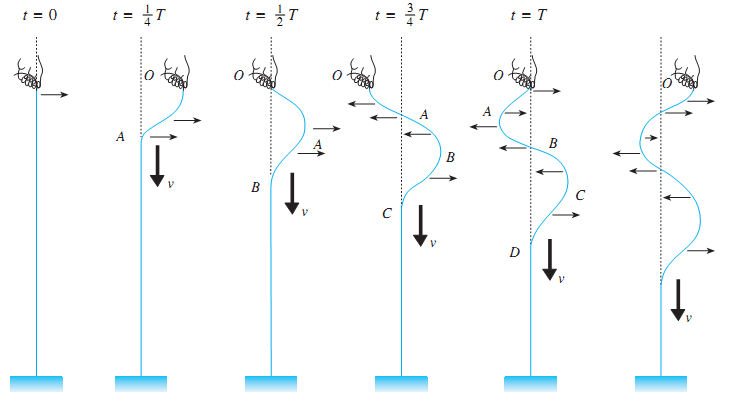 t = 0
t = 1/4 T
t = 1/2 T
t = 3/4 T
t = T
O
A
v
O
A
B
v
O
A
B
C
v
O
A
B
C
D
v
O
v